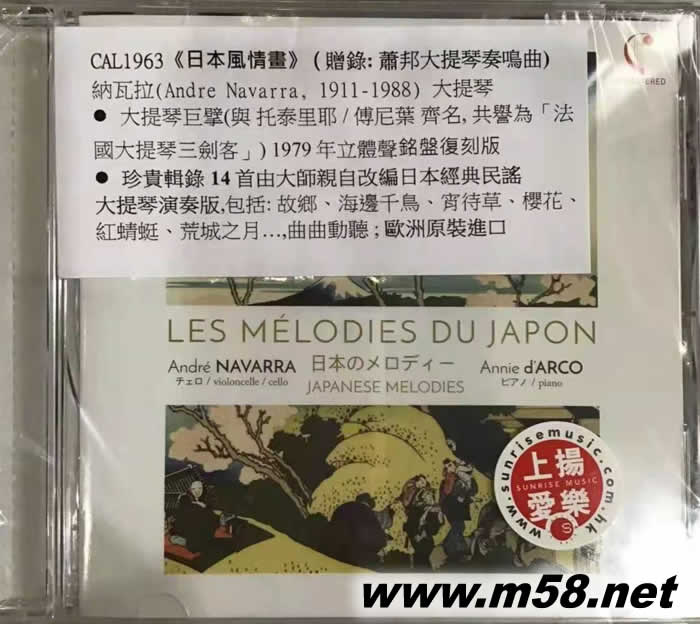 CAL1963《日本風情畫》(贈錄: 蕭邦大提琴奏鳴曲)
納瓦拉(Andre Navarra, 1911-1988) 大提琴
● 大提琴巨擘(與 托泰里耶 / 傅尼葉 齊名, 共譽為「法
國大提琴三劍客」) 1979 年立體聲銘盤復刻版
● 珍貴輯錄 14 首由大師親自改編日本經典民謠
大提琴演奏版,包括: 故鄉、海邊千鳥、宵待草、櫻花、
紅蜻蜓、荒城之月…,曲曲動聽 ; 歐洲原裝進口
LES MÉLODIES DU JAPON
André NAVARRA
チェロ / violoncelle / cello
日本のメロディー
JAPANESE MELODIES
Annie d'ARCO
ピアノ / piano
www.sunrisemusic.com.hk
上揚
SUNRISE MUSIC
愛樂
S
www.m58.net